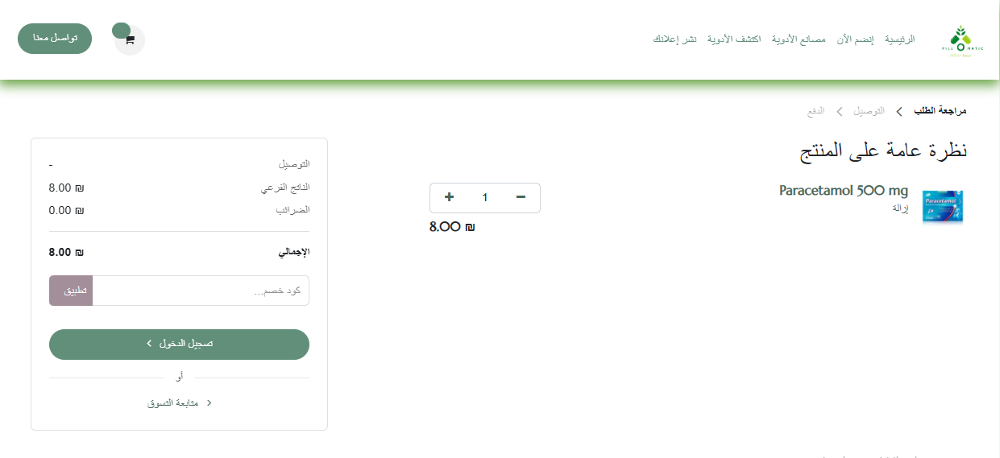 PILL O MATIC
الرئيسية
إنضم الآن
مصانع الأدوية
اكتشف الأدوية
نشر إعلانك
تواصل معنا
مراجعة الطلب
التوصيل
الدفع
نظرة عامة على المنتج
Paracetamol
Paracetamol 500 mg
إزالة
− 1 +
8.00 ₪
التوصيل -
الناتج الفرعي 8.00 ₪
الضرائب 0.00 ₪
الإجمالي 8.00 ₪
كود خصم...
تطبيق
تسجيل الدخول
أو
متابعة التسوق